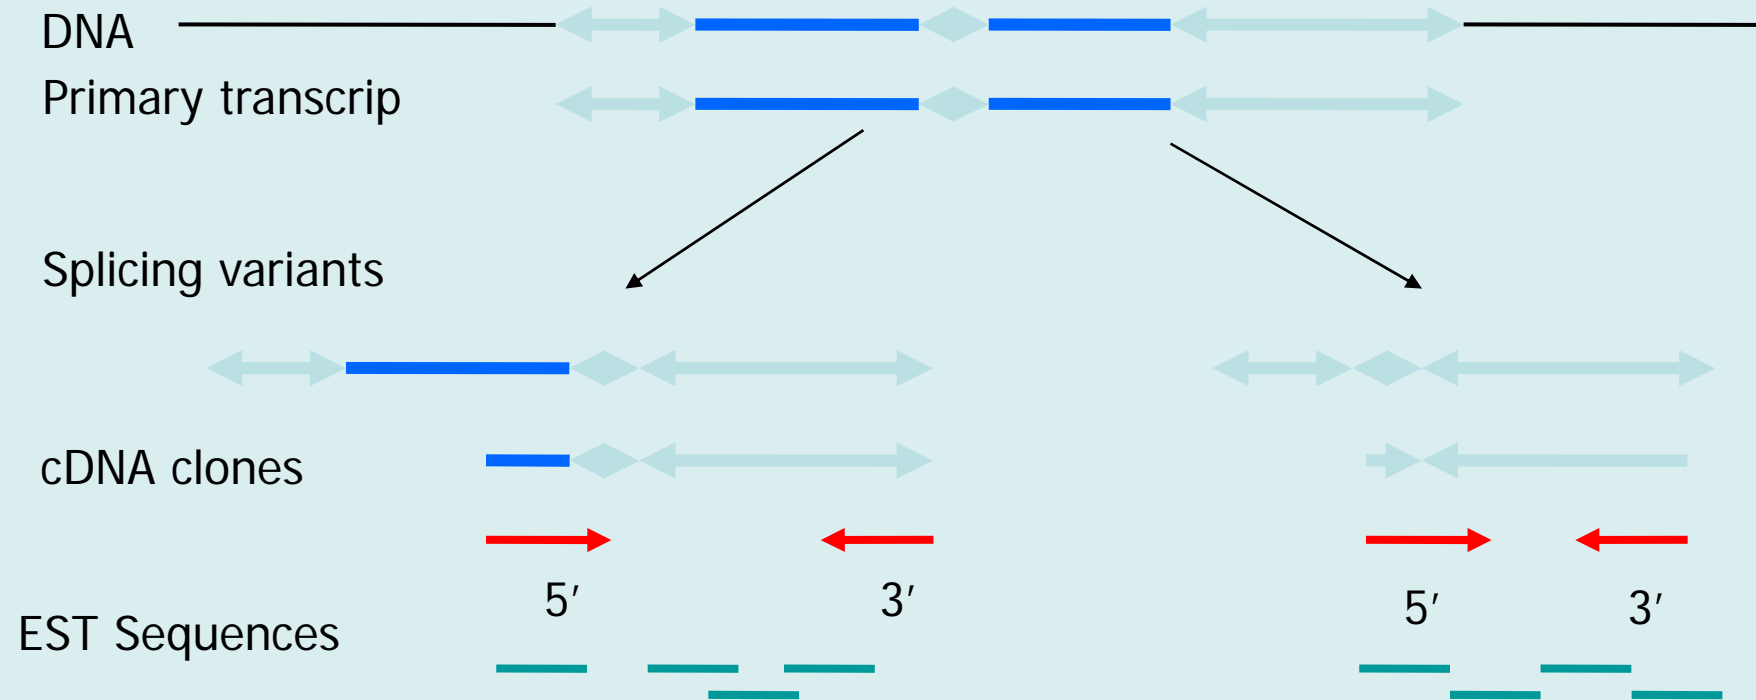 DNA
Primary transcrip
Splicing variants
cDNA clones
5′ 3′ 5′ 3′
EST Sequences